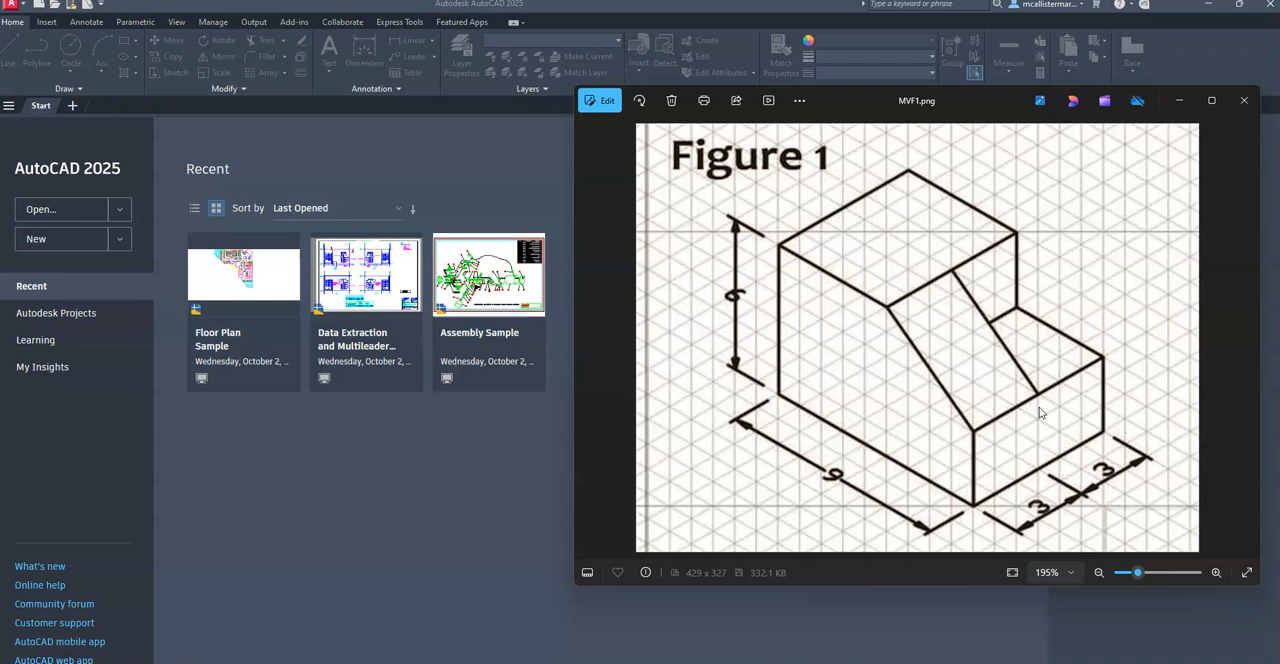 Autodesk AutoCAD 2025
Type a keyword or phrase
mcallistermar...
Home Insert Annotate Parametric View Manage Output Add-ins Collaborate Express Tools Featured Apps
Line Polyline Circle Arc
Move Rotate Trim
Copy Mirror Fillet
Stretch Scale Array
Text Dimension
Linear
Leader
Table
Layer Properties
Make Current
Match Layer
Insert Detect
Create
Edit
Edit Attributes
Match Properties
Group Measure Paste Base
Draw Modify Annotation Layers
Start
AutoCAD 2025
Open...
New
Recent
Autodesk Projects
Learning
My Insights
What's new
Online help
Community forum
Customer support
AutoCAD mobile app
AutoCAD web app
Recent
Sort by Last Opened
Floor Plan Sample
Wednesday, October 2, ...
Data Extraction and Multileader...
Wednesday, October 2, ...
Assembly Sample
Wednesday, October 2, ...
Edit
MVF1.png
Figure 1
6
9
3
3
429 x 327 332.1 KB
195%